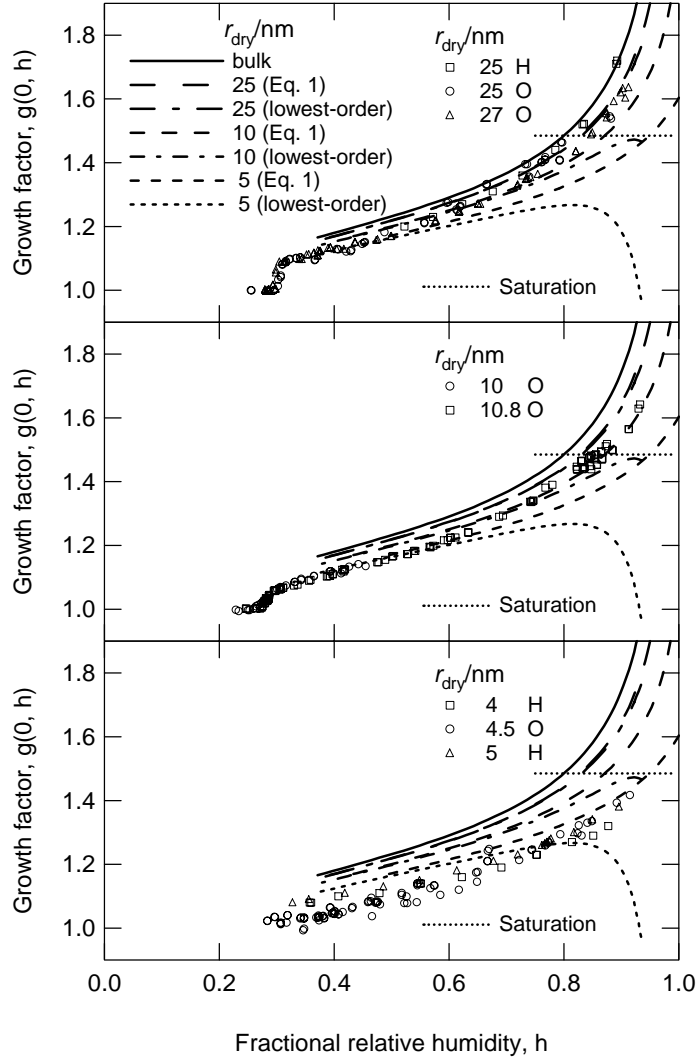 Growth factor, g(0, h)
1.8
1.6
1.4
1.2
1.0
r_dry/nm
bulk
25 (Eq. 1)
25 (lowest-order)
10 (Eq. 1)
10 (lowest-order)
5 (Eq. 1)
5 (lowest-order)
r_dry/nm
25 H
25 O
27 O
Saturation
Growth factor, g(0, h)
1.8
1.6
1.4
1.2
1.0
r_dry/nm
10 O
10.8 O
Saturation
Growth factor, g(0, h)
1.8
1.6
1.4
1.2
1.0
r_dry/nm
4 H
4.5 O
5 H
Saturation
0.0 0.2 0.4 0.6 0.8 1.0
Fractional relative humidity, h